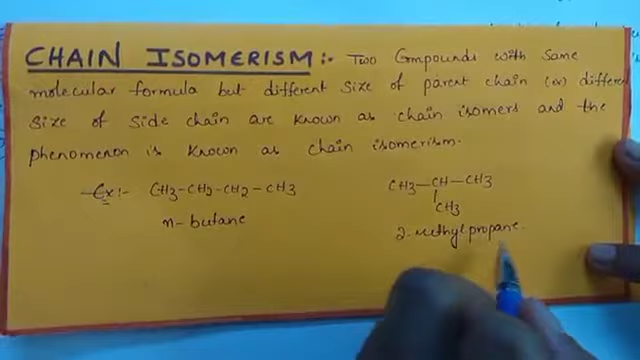 CHAIN ISOMERISM :- Two Compounds with same
molecular formula but different size of parent chain (or) different
size of side chain are known as chain isomers and the
phenomenon is known as chain isomerism.
Ex:- CH3-CH2-CH2-CH3 CH3-CH-CH3
CH3
n-butane
2-methylpropane.